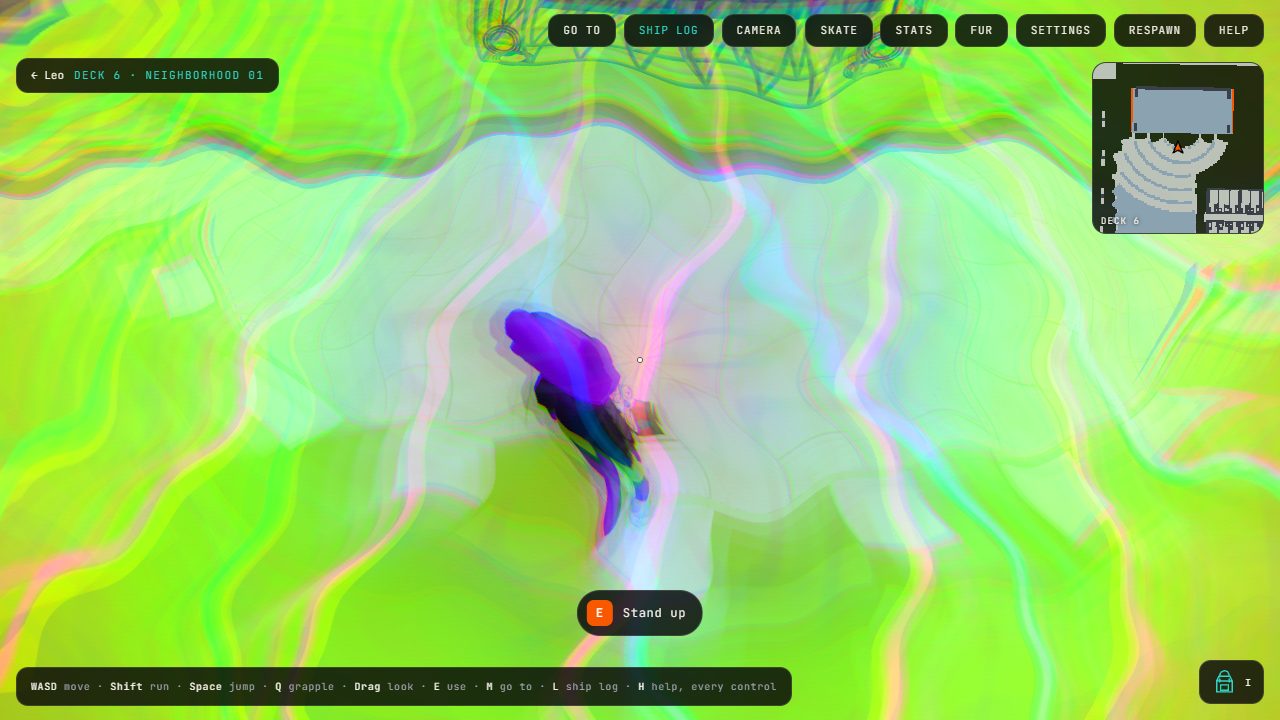 GO TO
SHIP LOG
CAMERA
SKATE
STATS
FUR
SETTINGS
RESPAWN
HELP
← Leo DECK 6 · NEIGHBORHOOD 01
DECK 6
E Stand up
WASD move · Shift run · Space jump · Q grapple · Drag look · E use · M go to · L ship log · H help, every control
I